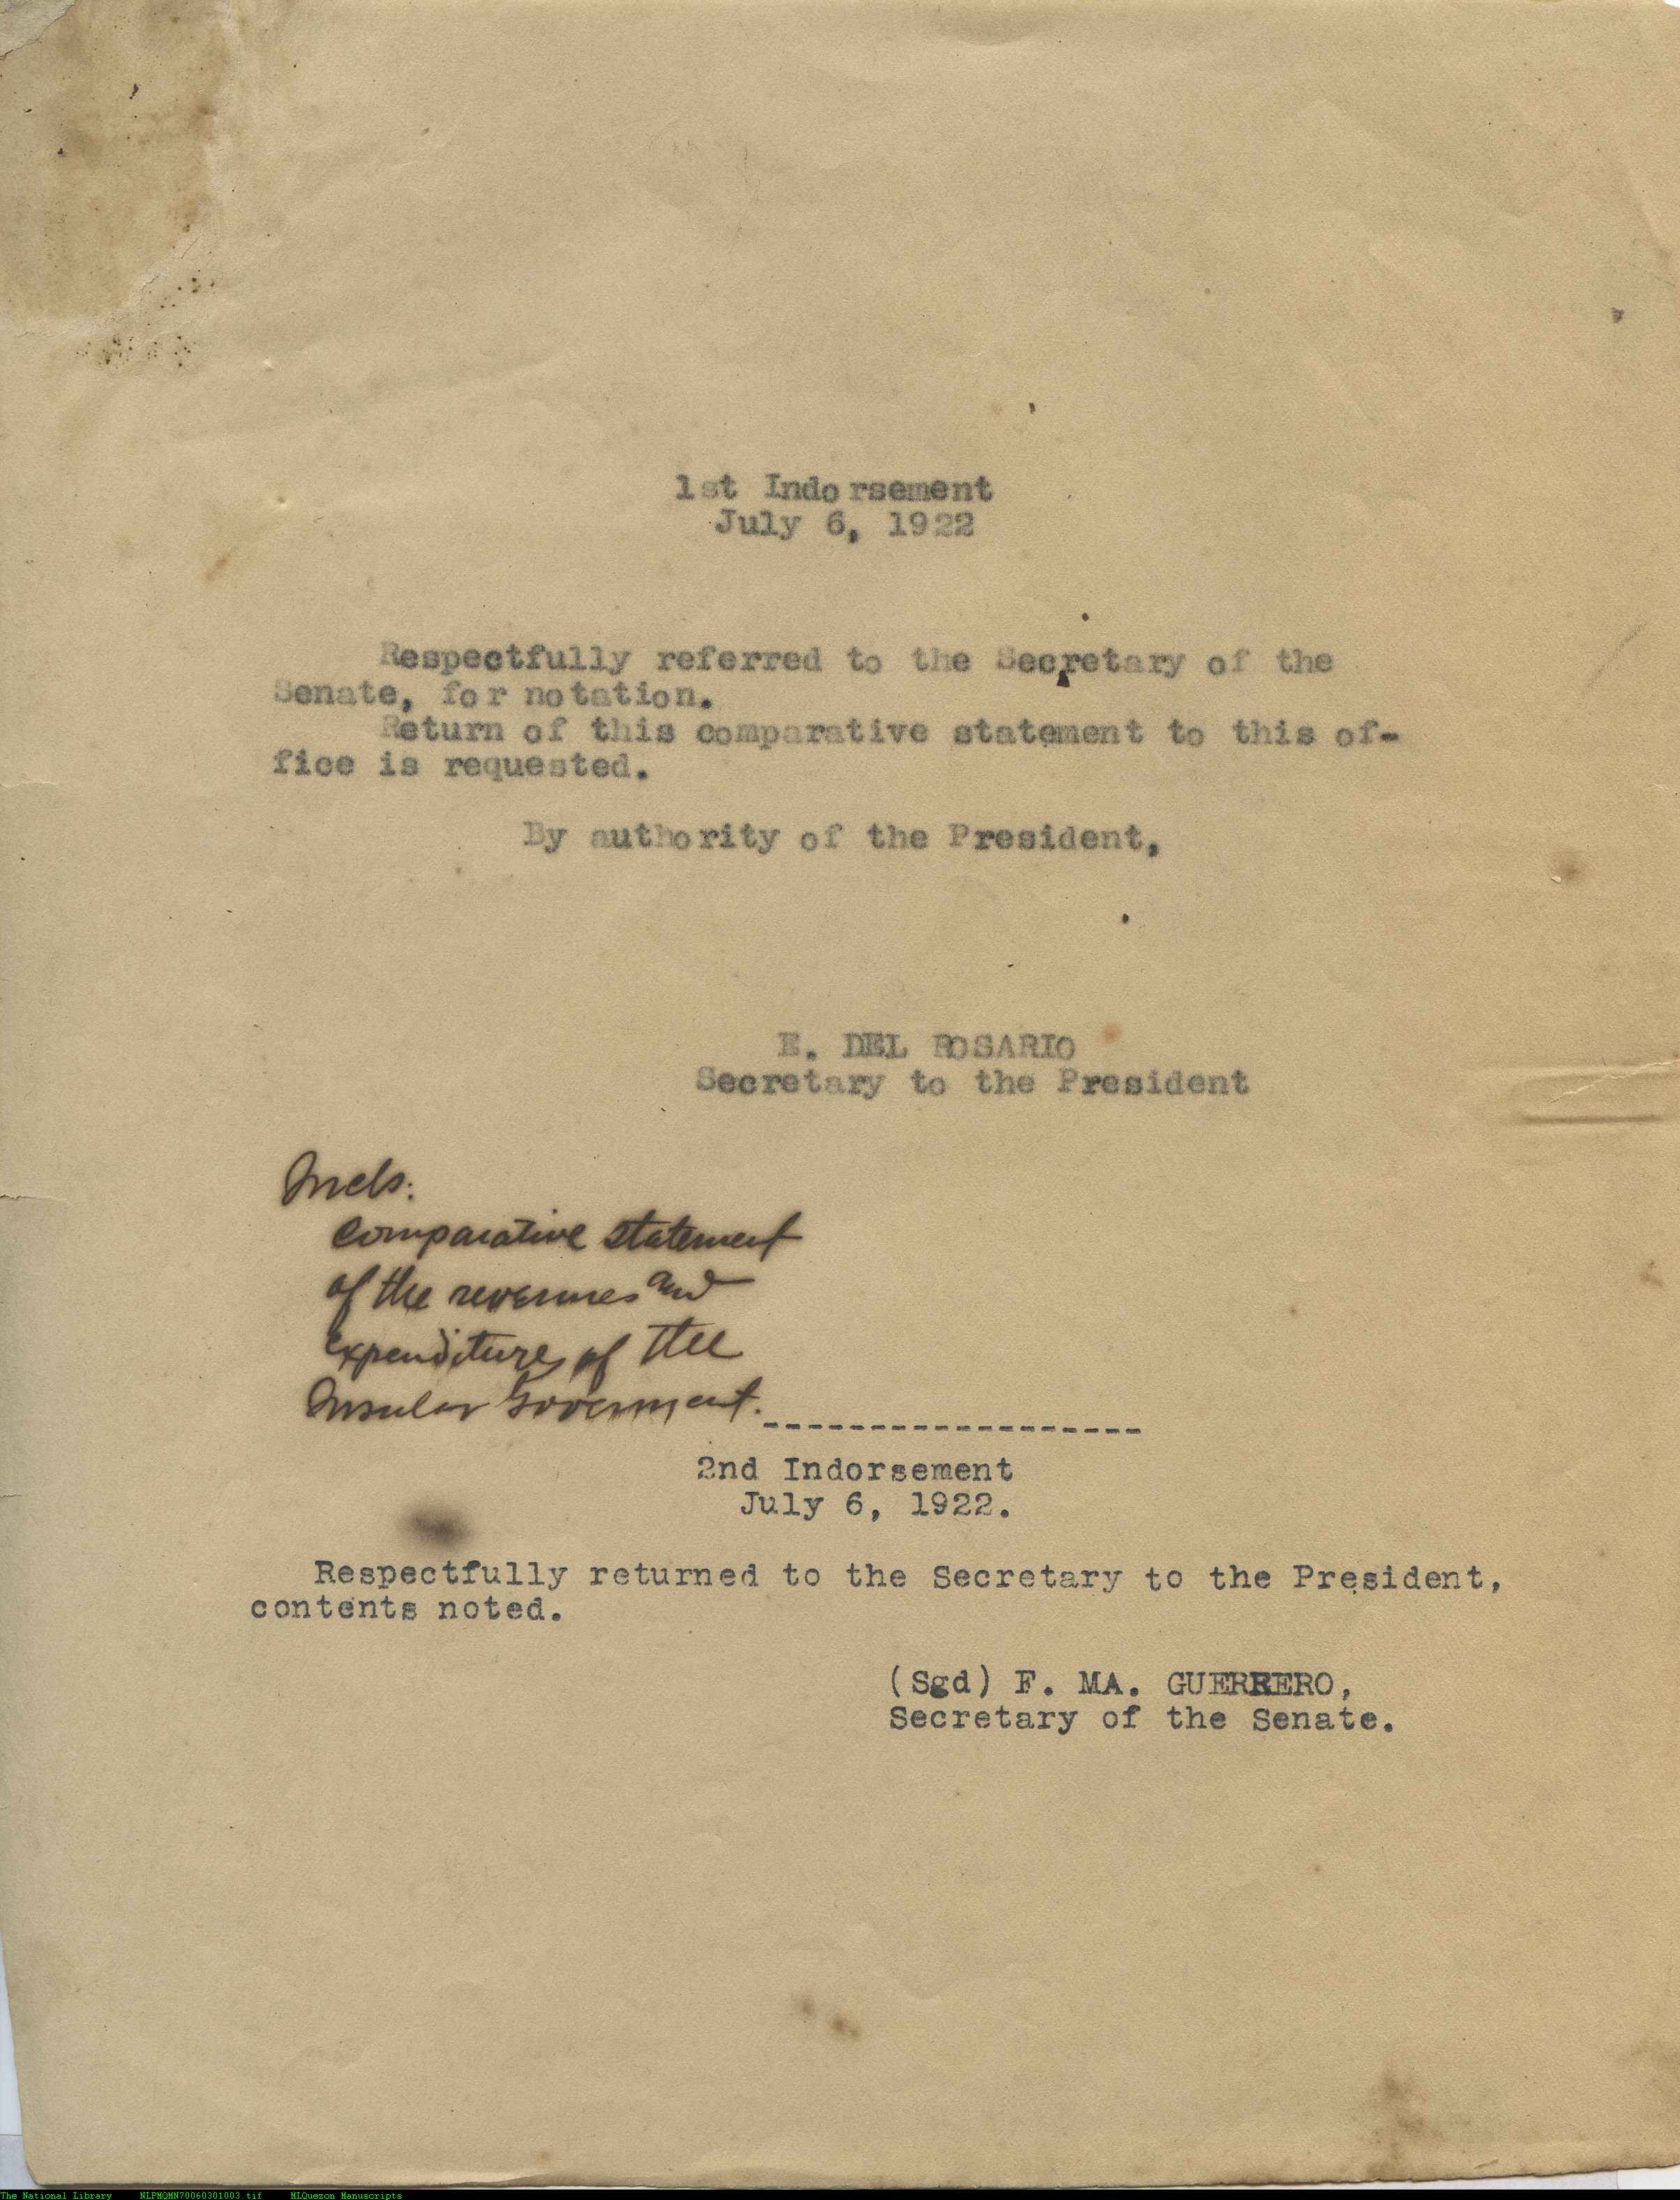 1st Indorsement
July 6, 1922
Respectfully referred to the Secretary of the
Senate, for notation.
Return of this comparative statement to this of-
fice is requested.
By authority of the President,
E. DEL ROSARIO
Secretary to the President
Incls:
Comparative statement
of the revenues and
expenditures of the
Insular Government.
------------------
2nd Indorsement
July 6, 1922.
Respectfully returned to the Secretary to the President,
contents noted.
(Sgd) F. MA. GUERRERO,
Secretary of the Senate.
The National Library NLPMQMN70060301003.tif MLQuezon Manuscripts